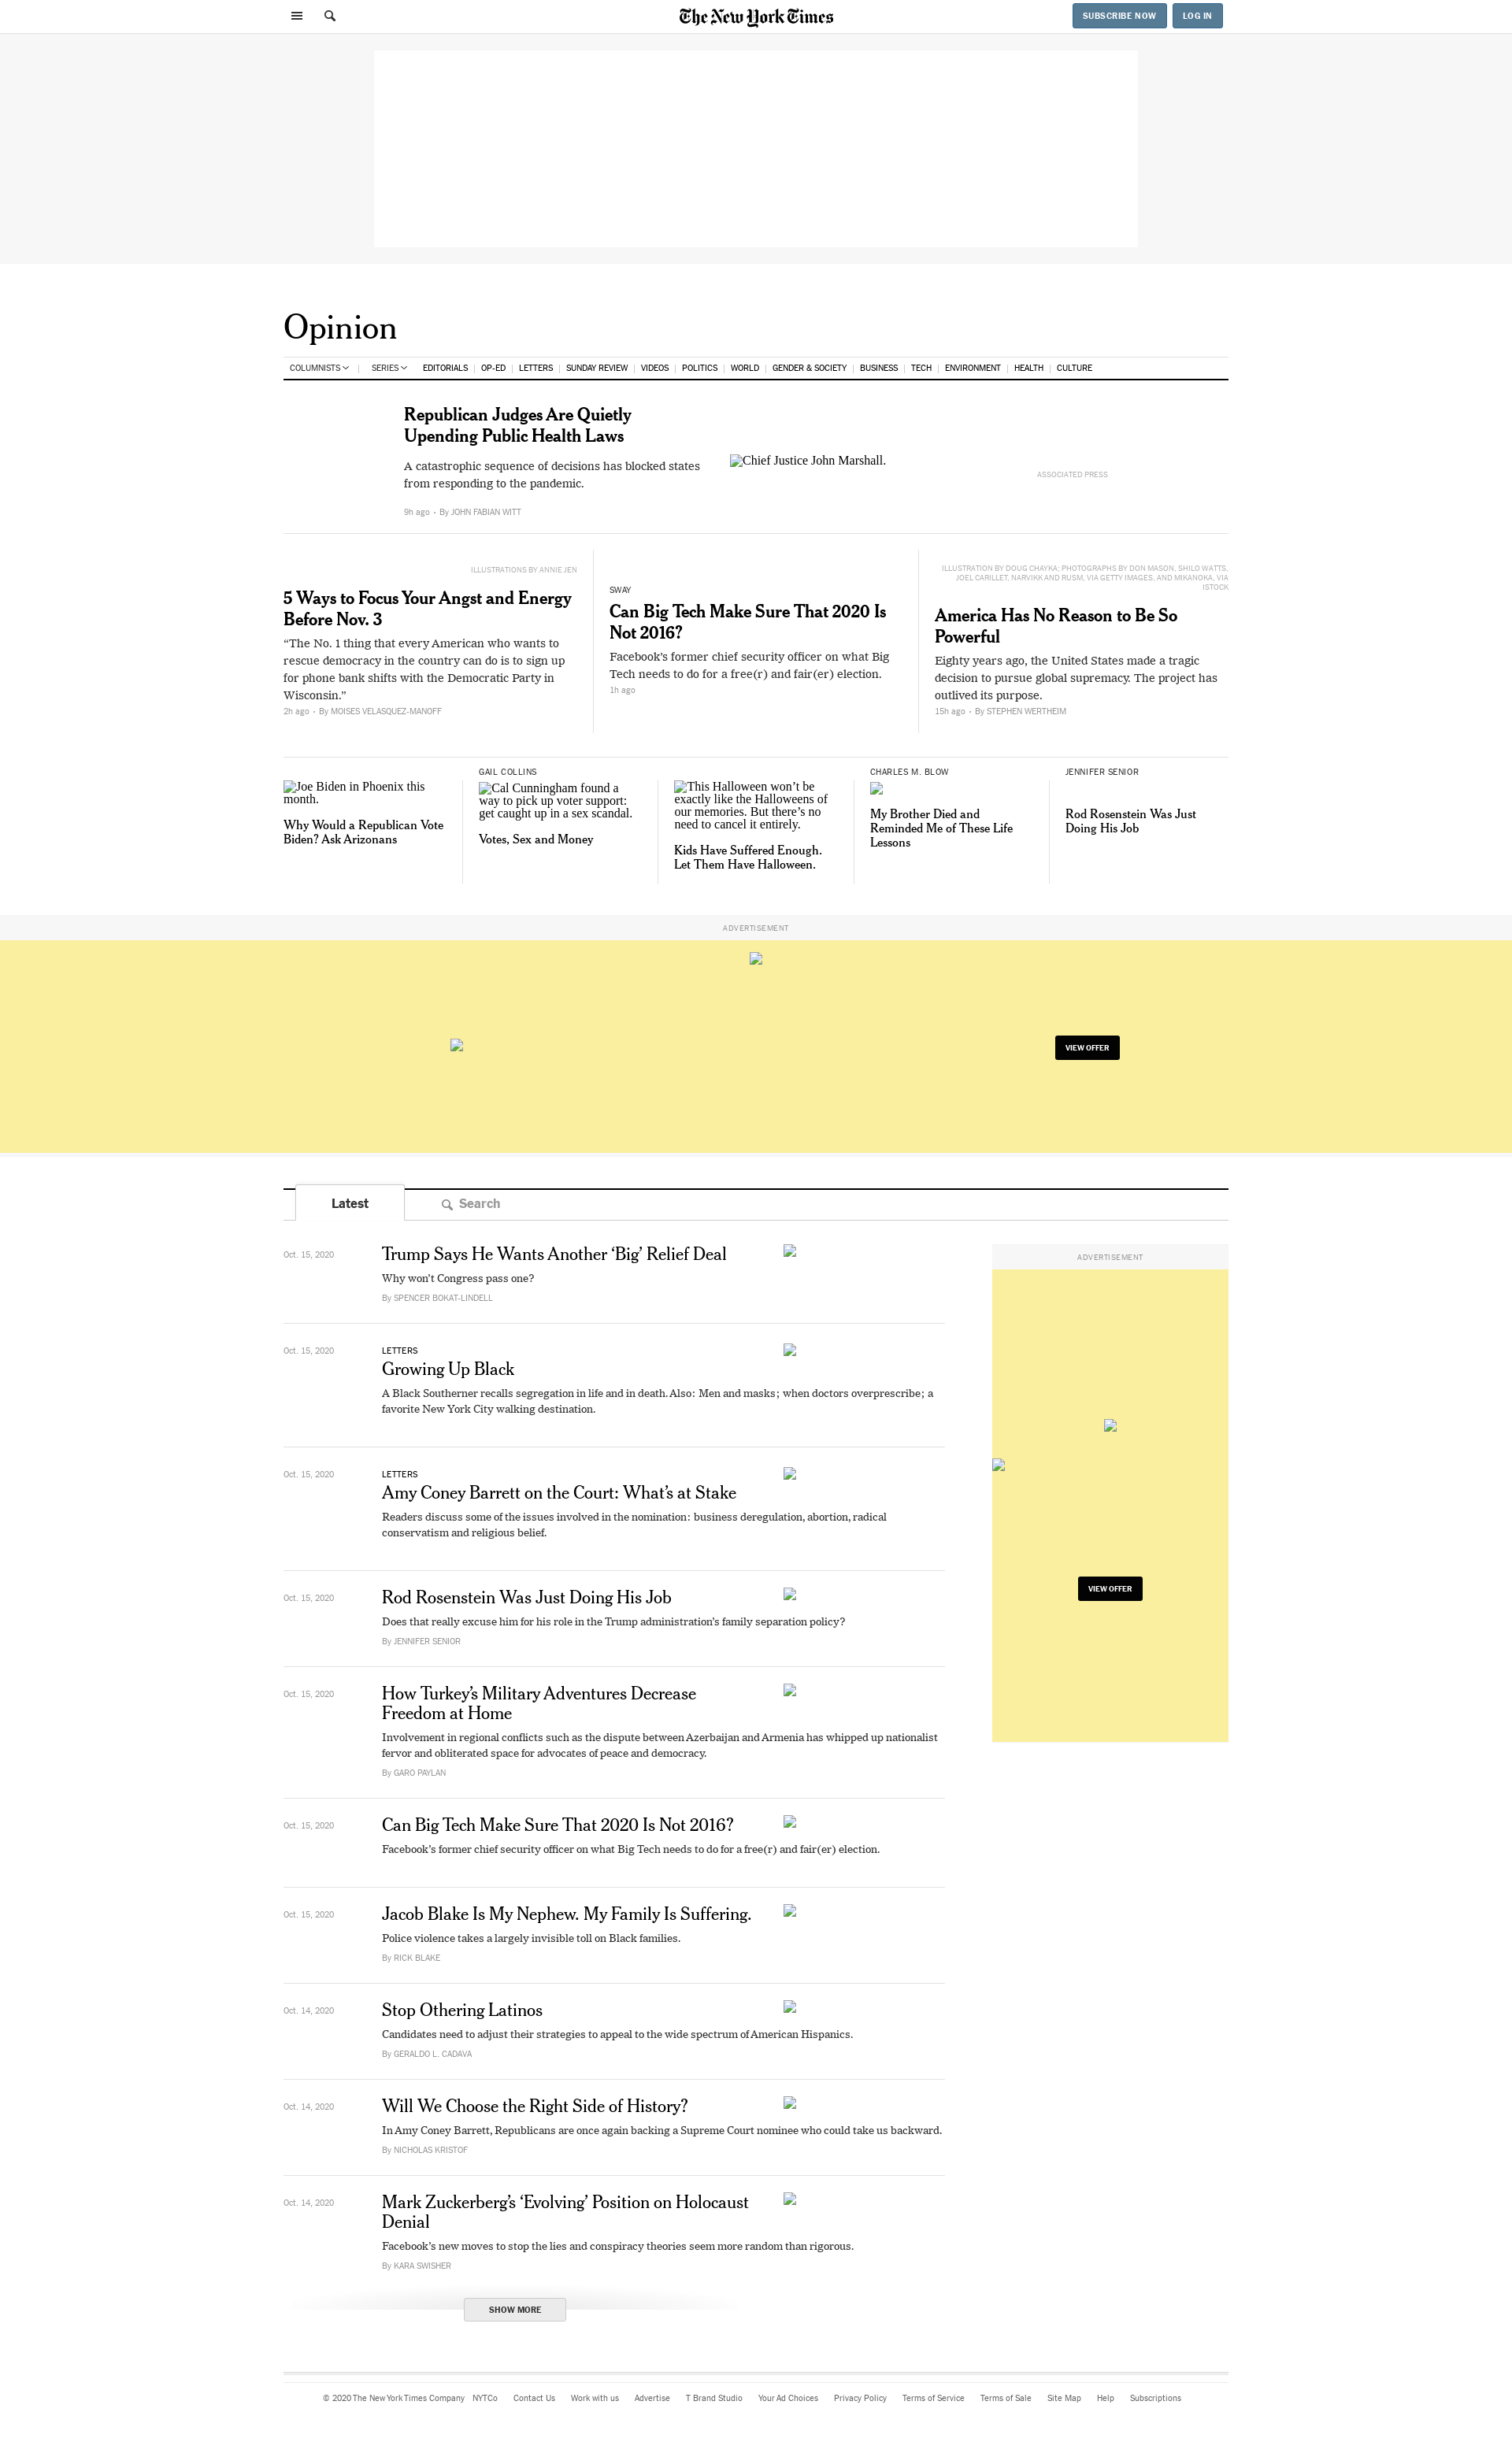 The New York Times
SUBSCRIBE NOW
LOG IN
Opinion
COLUMNISTS
SERIES
EDITORIALS
OP-ED
LETTERS
SUNDAY REVIEW
VIDEOS
POLITICS
WORLD
GENDER & SOCIETY
BUSINESS
TECH
ENVIRONMENT
HEALTH
CULTURE
Republican Judges Are Quietly
Upending Public Health Laws
A catastrophic sequence of decisions has blocked states
from responding to the pandemic.
9h ago • By JOHN FABIAN WITT
Chief Justice John Marshall.
ASSOCIATED PRESS
ILLUSTRATIONS BY ANNIE JEN
5 Ways to Focus Your Angst and Energy
Before Nov. 3
“The No. 1 thing that every American who wants to
rescue democracy in the country can do is to sign up
for phone bank shifts with the Democratic Party in
Wisconsin.”
2h ago • By MOISES VELASQUEZ-MANOFF
SWAY
Can Big Tech Make Sure That 2020 Is
Not 2016?
Facebook’s former chief security officer on what Big
Tech needs to do for a free(r) and fair(er) election.
1h ago
ILLUSTRATION BY DOUG CHAYKA; PHOTOGRAPHS BY DON MASON, SHILO WATTS,
JOEL CARILLET, NARVIKK AND RUSM, VIA GETTY IMAGES, AND MIKANOKA, VIA
ISTOCK
America Has No Reason to Be So
Powerful
Eighty years ago, the United States made a tragic
decision to pursue global supremacy. The project has
outlived its purpose.
15h ago • By STEPHEN WERTHEIM
Joe Biden in Phoenix this
month.
Why Would a Republican Vote
Biden? Ask Arizonans
GAIL COLLINS
Cal Cunningham found a
way to pick up voter support:
get caught up in a sex scandal.
Votes, Sex and Money
This Halloween won’t be
exactly like the Halloweens of
our memories. But there’s no
need to cancel it entirely.
Kids Have Suffered Enough.
Let Them Have Halloween.
CHARLES M. BLOW
My Brother Died and
Reminded Me of These Life
Lessons
JENNIFER SENIOR
Rod Rosenstein Was Just
Doing His Job
ADVERTISEMENT
VIEW OFFER
Latest
Search
Oct. 15, 2020
Trump Says He Wants Another ‘Big’ Relief Deal
Why won’t Congress pass one?
By SPENCER BOKAT-LINDELL
Oct. 15, 2020
LETTERS
Growing Up Black
A Black Southerner recalls segregation in life and in death. Also: Men and masks; when doctors overprescribe; a
favorite New York City walking destination.
Oct. 15, 2020
LETTERS
Amy Coney Barrett on the Court: What’s at Stake
Readers discuss some of the issues involved in the nomination: business deregulation, abortion, radical
conservatism and religious belief.
Oct. 15, 2020
Rod Rosenstein Was Just Doing His Job
Does that really excuse him for his role in the Trump administration’s family separation policy?
By JENNIFER SENIOR
Oct. 15, 2020
How Turkey’s Military Adventures Decrease
Freedom at Home
Involvement in regional conflicts such as the dispute between Azerbaijan and Armenia has whipped up nationalist
fervor and obliterated space for advocates of peace and democracy.
By GARO PAYLAN
Oct. 15, 2020
Can Big Tech Make Sure That 2020 Is Not 2016?
Facebook’s former chief security officer on what Big Tech needs to do for a free(r) and fair(er) election.
Oct. 15, 2020
Jacob Blake Is My Nephew. My Family Is Suffering.
Police violence takes a largely invisible toll on Black families.
By RICK BLAKE
Oct. 14, 2020
Stop Othering Latinos
Candidates need to adjust their strategies to appeal to the wide spectrum of American Hispanics.
By GERALDO L. CADAVA
Oct. 14, 2020
Will We Choose the Right Side of History?
In Amy Coney Barrett, Republicans are once again backing a Supreme Court nominee who could take us backward.
By NICHOLAS KRISTOF
Oct. 14, 2020
Mark Zuckerberg’s ‘Evolving’ Position on Holocaust
Denial
Facebook’s new moves to stop the lies and conspiracy theories seem more random than rigorous.
By KARA SWISHER
SHOW MORE
ADVERTISEMENT
VIEW OFFER
© 2020 The New York Times Company
NYTCo
Contact Us
Work with us
Advertise
T Brand Studio
Your Ad Choices
Privacy Policy
Terms of Service
Terms of Sale
Site Map
Help
Subscriptions